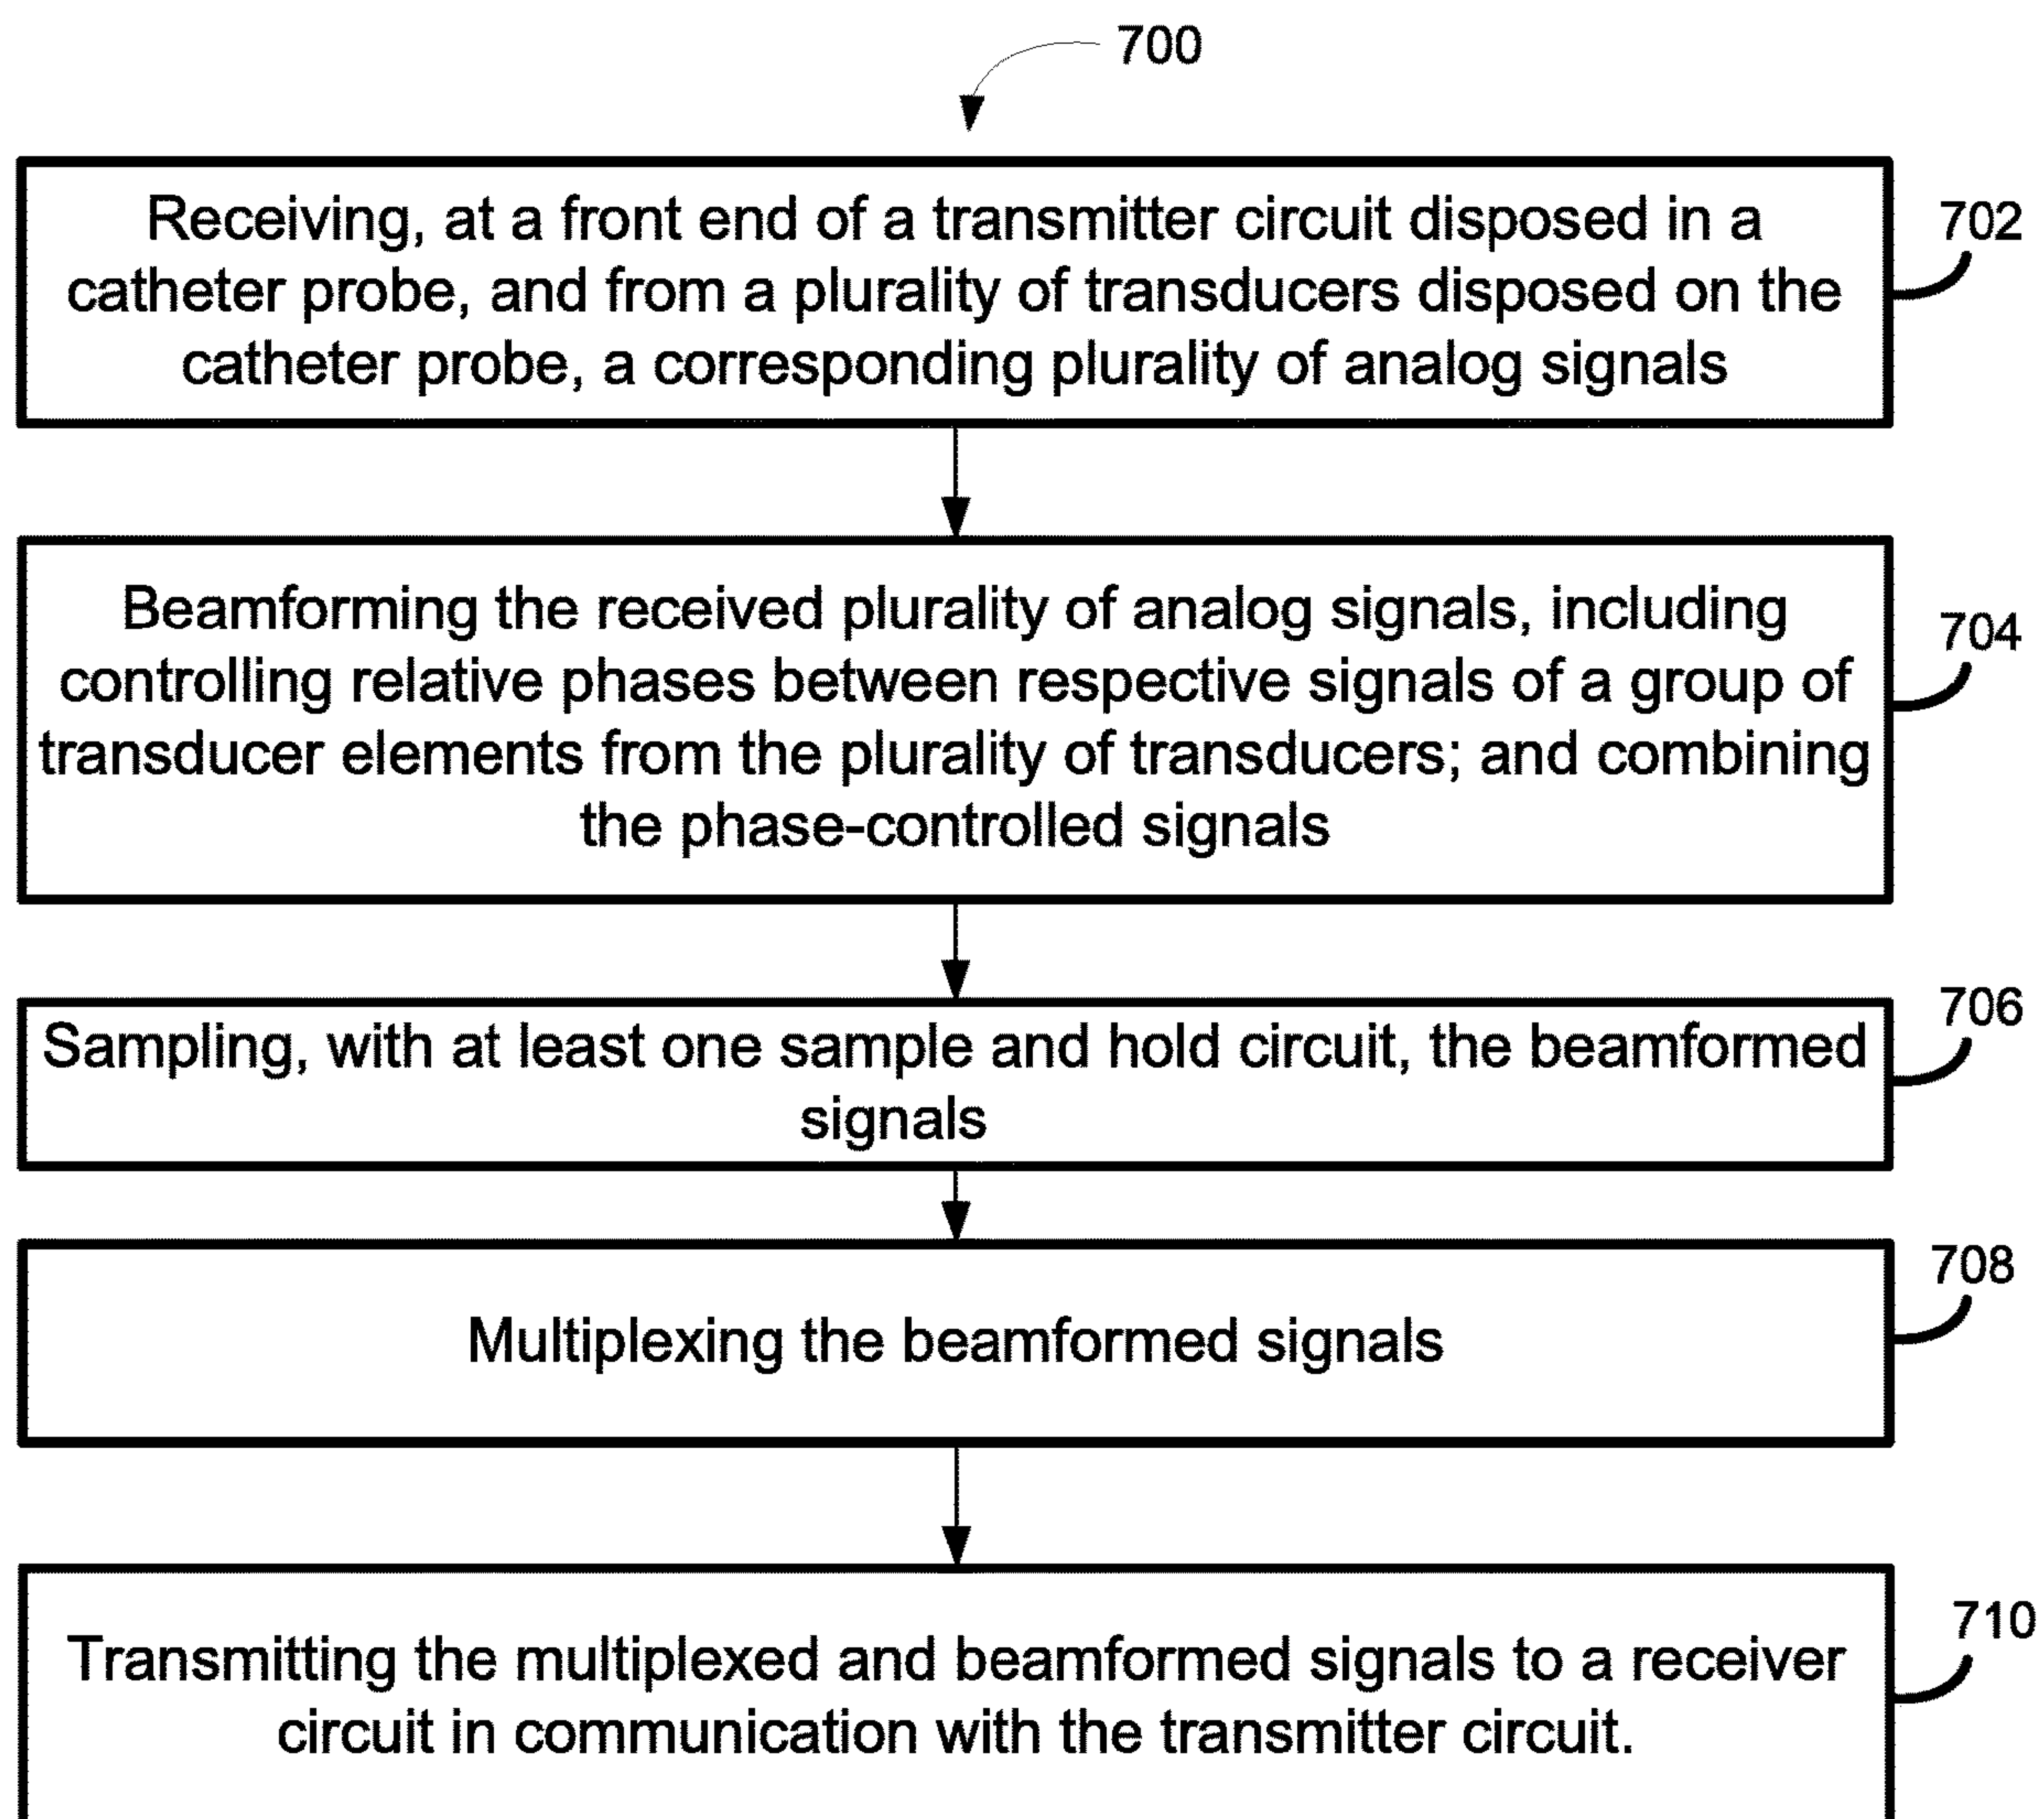 700
Receiving, at a front end of a transmitter circuit disposed in a
catheter probe, and from a plurality of transducers disposed on the
catheter probe, a corresponding plurality of analog signals
702
Beamforming the received plurality of analog signals, including
controlling relative phases between respective signals of a group of
transducer elements from the plurality of transducers; and combining
the phase-controlled signals
704
Sampling, with at least one sample and hold circuit, the beamformed
signals
706
Multiplexing the beamformed signals
708
Transmitting the multiplexed and beamformed signals to a receiver
circuit in communication with the transmitter circuit.
710